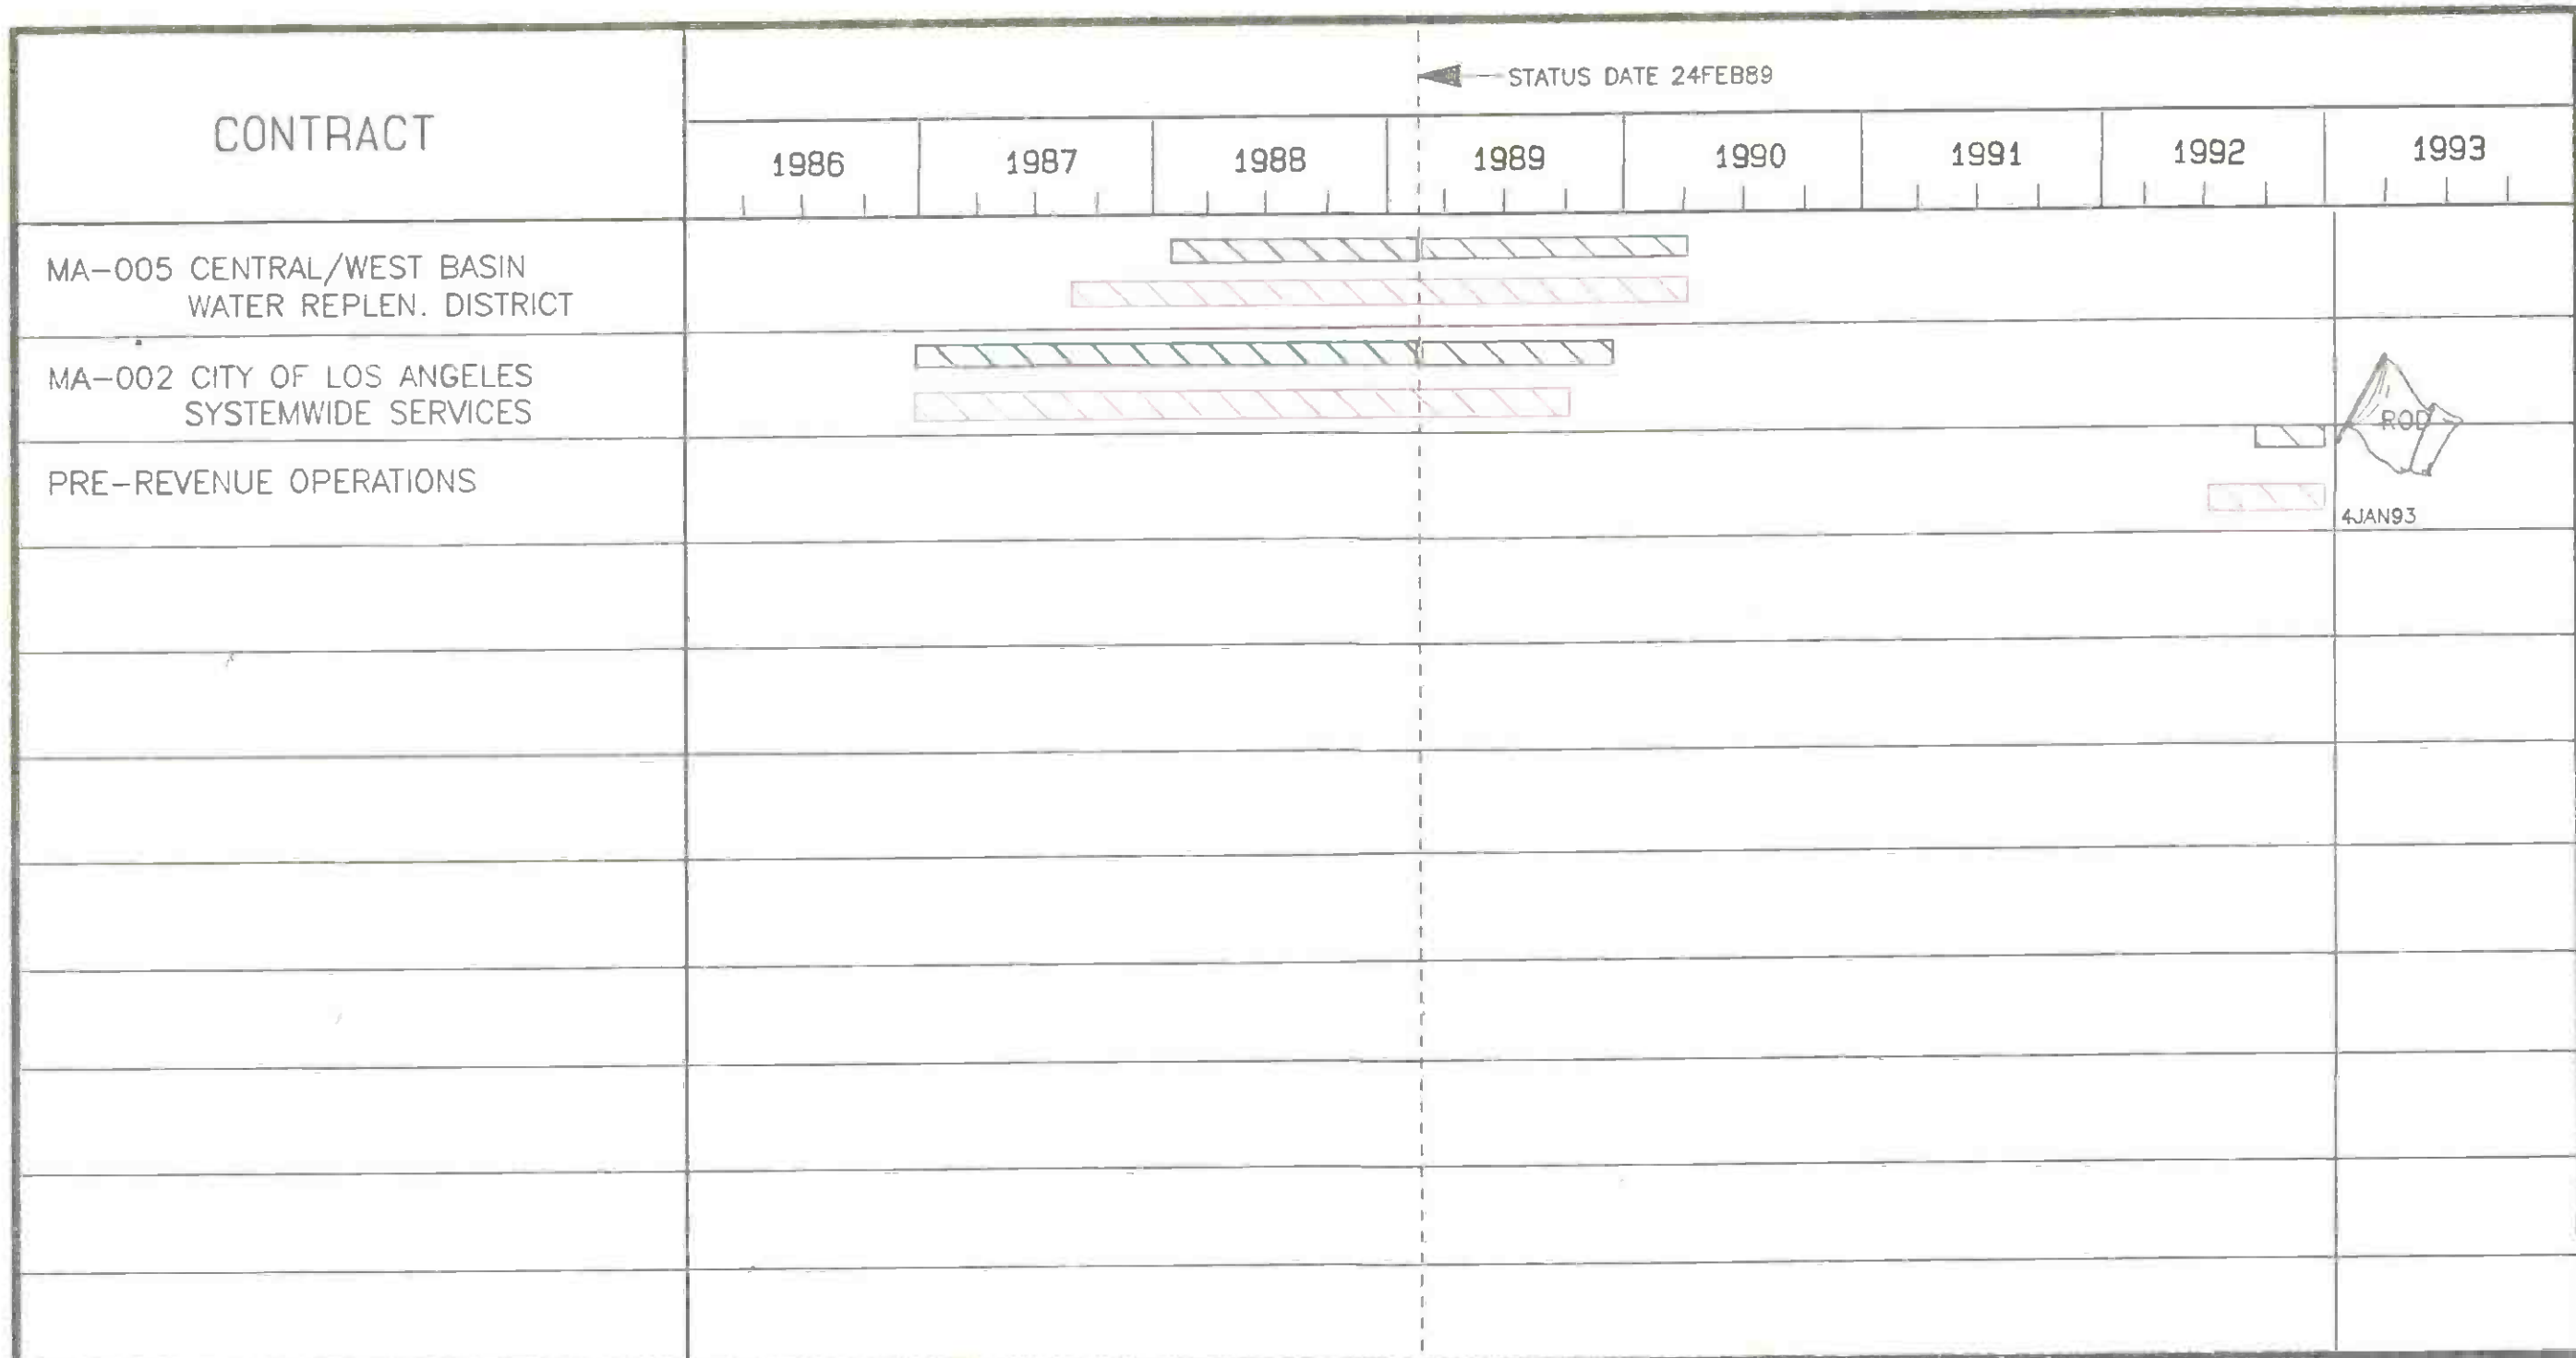 STATUS DATE 24FEB89
CONTRACT
1986 1987 1988 1989 1990 1991 1992 1993
MA-005 CENTRAL/WEST BASIN
WATER REPLEN. DISTRICT
MA-002 CITY OF LOS ANGELES
SYSTEMWIDE SERVICES
ROD
PRE-REVENUE OPERATIONS
4JAN93